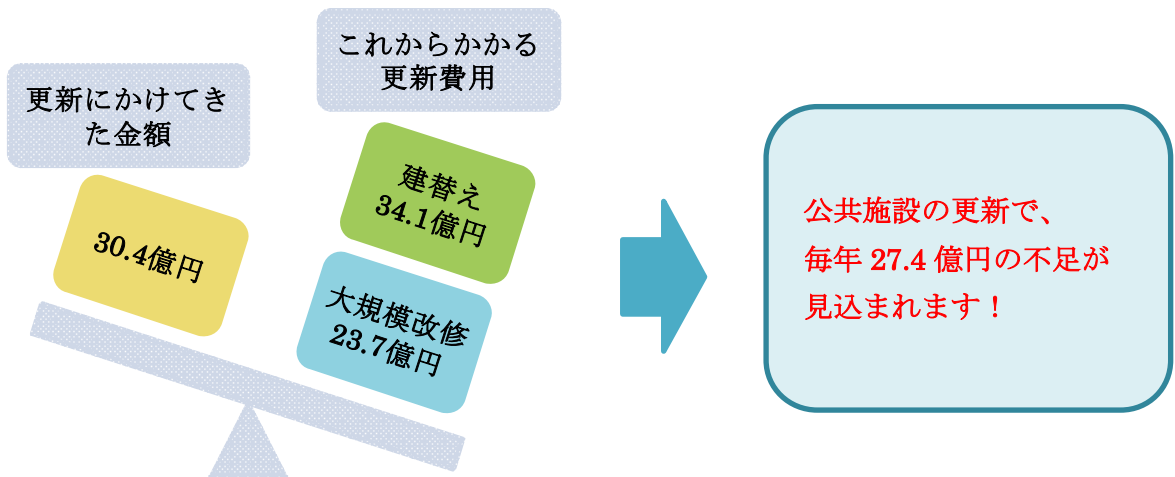 更新にかけてき
た金額
30.4億円
これからかかる
更新費用
建替え
34.1億円
大規模改修
23.7億円
公共施設の更新で、
毎年 27.4 億円の不足が
見込まれます！